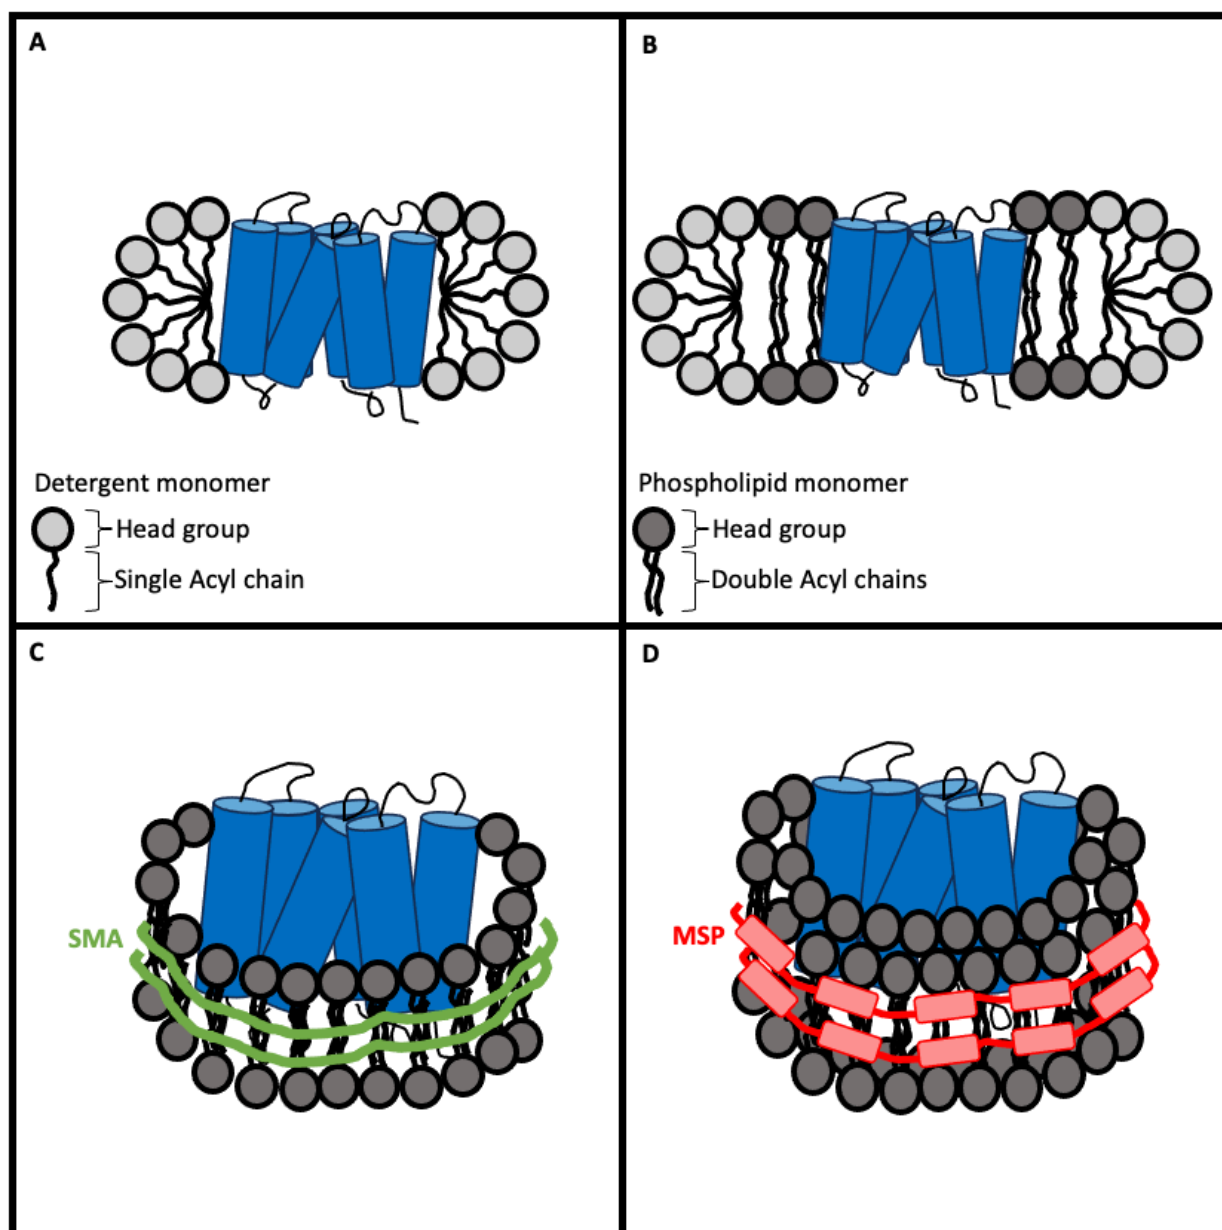 A
B
Detergent monomer
Head group
Single Acyl chain
Phospholipid monomer
Head group
Double Acyl chains
C
SMA
D
MSP